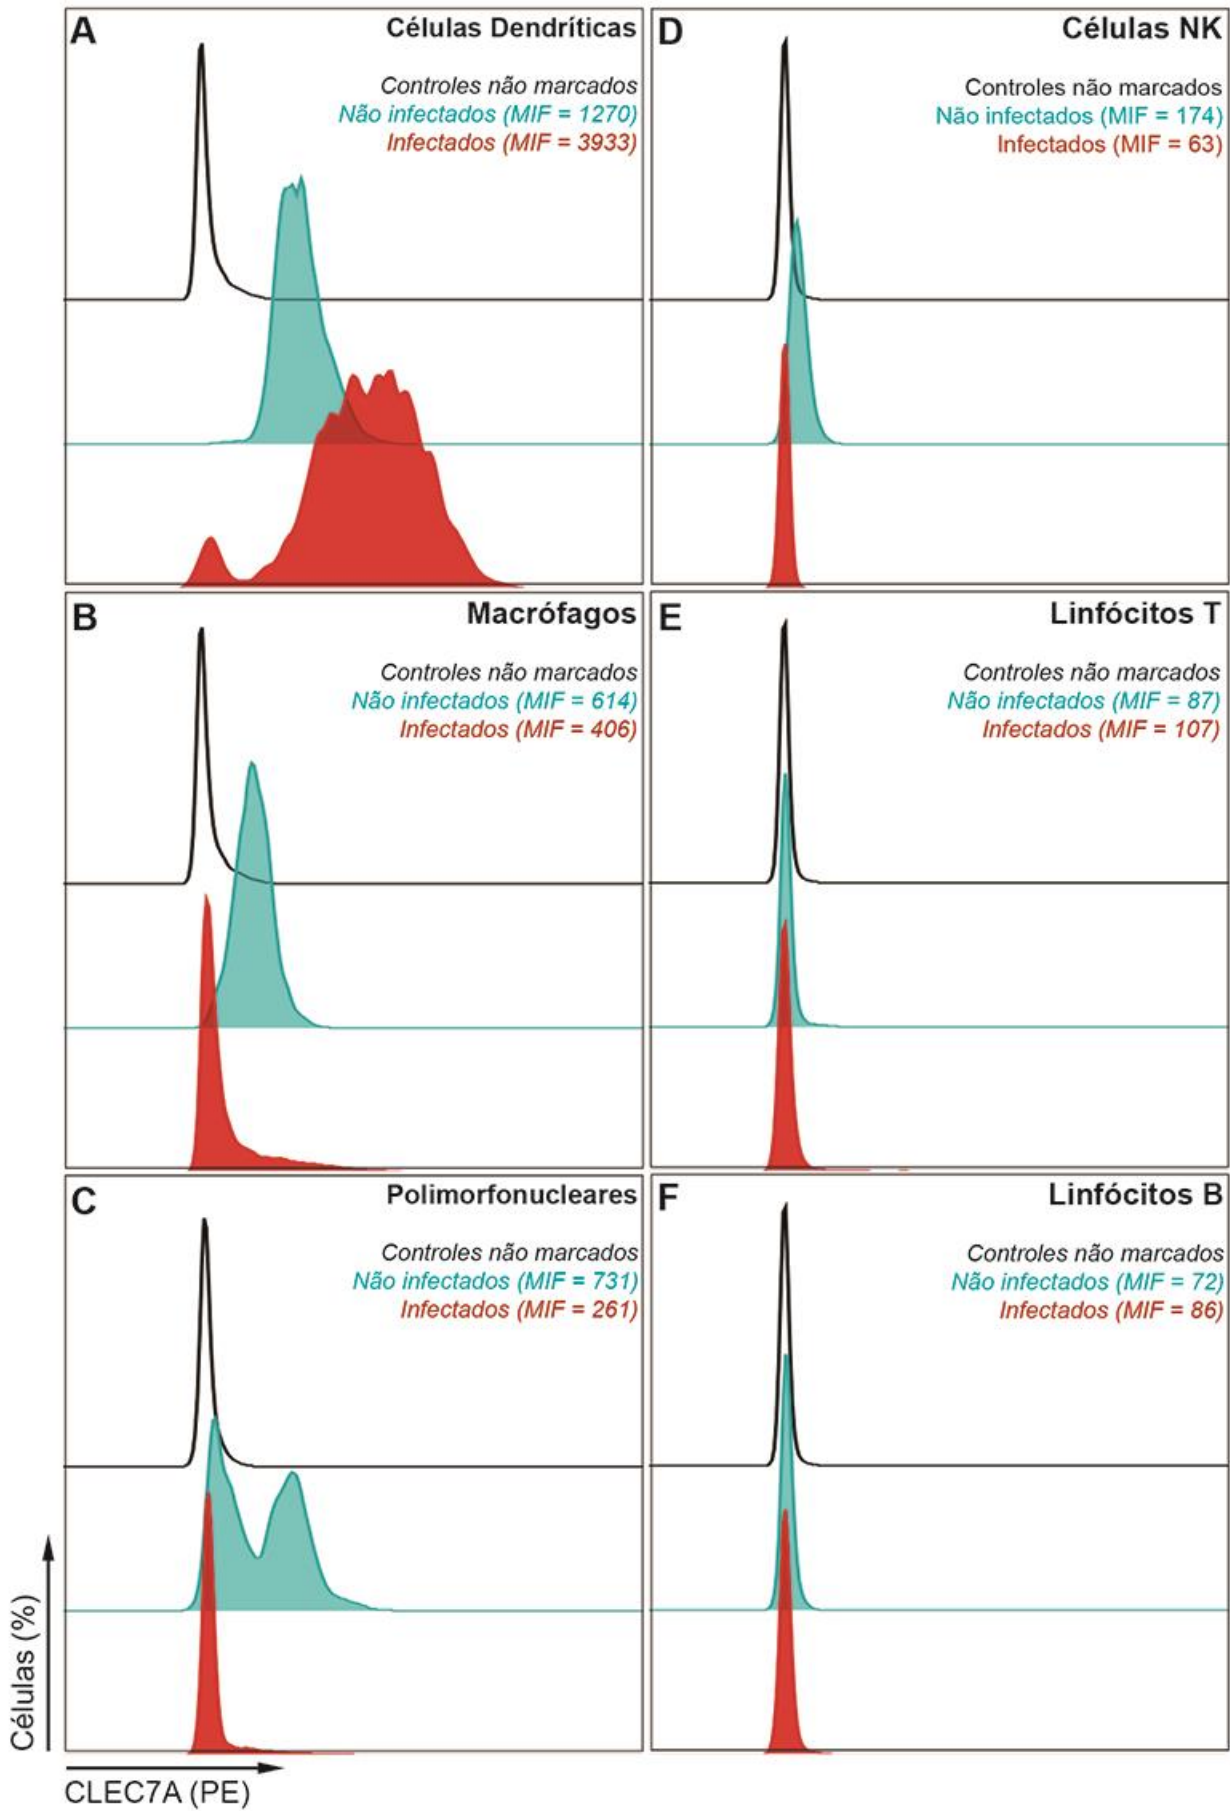 A
Células Dendríticas
Controles não marcados
Não infectados (MIF = 1270)
Infectados (MIF = 3933)
D
Células NK
Controles não marcados
Não infectados (MIF = 174)
Infectados (MIF = 63)
B
Macrófagos
Controles não marcados
Não infectados (MIF = 614)
Infectados (MIF = 406)
E
Linfócitos T
Controles não marcados
Não infectados (MIF = 87)
Infectados (MIF = 107)
C
Polimorfonucleares
Controles não marcados
Não infectados (MIF = 731)
Infectados (MIF = 261)
F
Linfócitos B
Controles não marcados
Não infectados (MIF = 72)
Infectados (MIF = 86)
Células (%)
CLEC7A (PE)